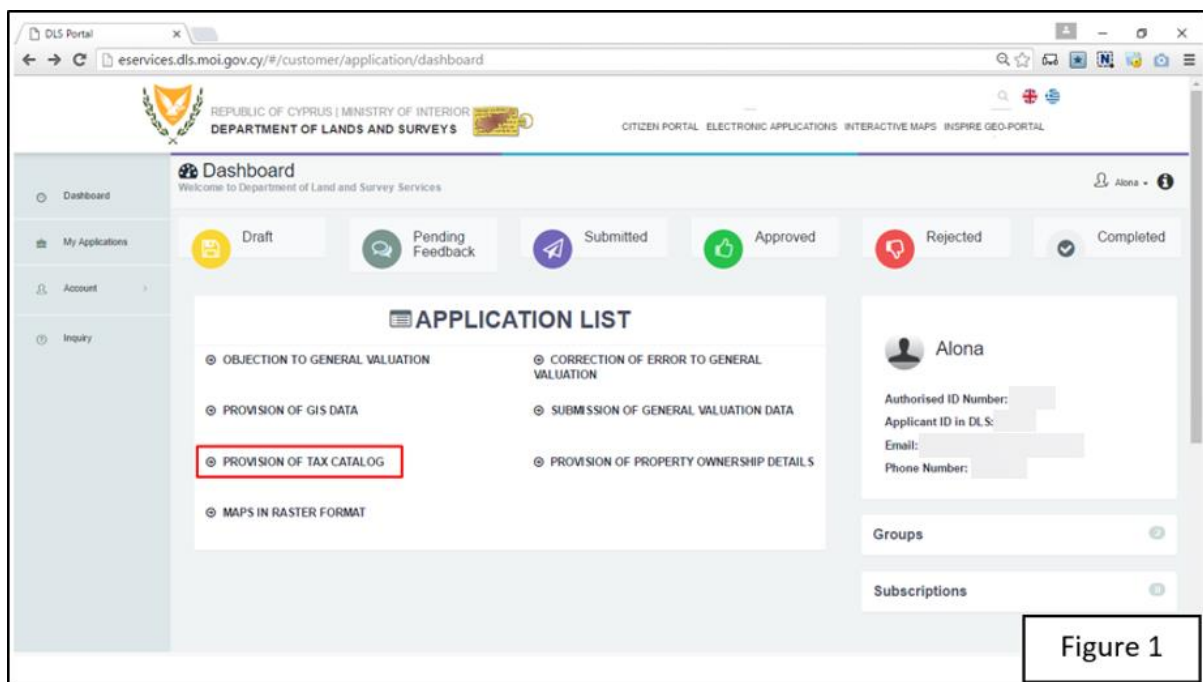 DLS Portal
eservices.dls.moi.gov.cy/#/customer/application/dashboard
REPUBLIC OF CYPRUS | MINISTRY OF INTERIOR
DEPARTMENT OF LANDS AND SURVEYS
CITIZEN PORTAL ELECTRONIC APPLICATIONS INTERACTIVE MAPS INSPIRE GEO-PORTAL
Dashboard
Welcome to Department of Land and Survey Services
Alona
Dashboard
My Applications
Account
Inquiry
Draft
Pending
Feedback
Submitted
Approved
Rejected
Completed
APPLICATION LIST
OBJECTION TO GENERAL VALUATION
CORRECTION OF ERROR TO GENERAL
VALUATION
PROVISION OF GIS DATA
SUBMISSION OF GENERAL VALUATION DATA
PROVISION OF TAX CATALOG
PROVISION OF PROPERTY OWNERSHIP DETAILS
MAPS IN RASTER FORMAT
Alona
Authorised ID Number:
Applicant ID in DLS:
Email:
Phone Number:
Groups
Subscriptions
Figure 1